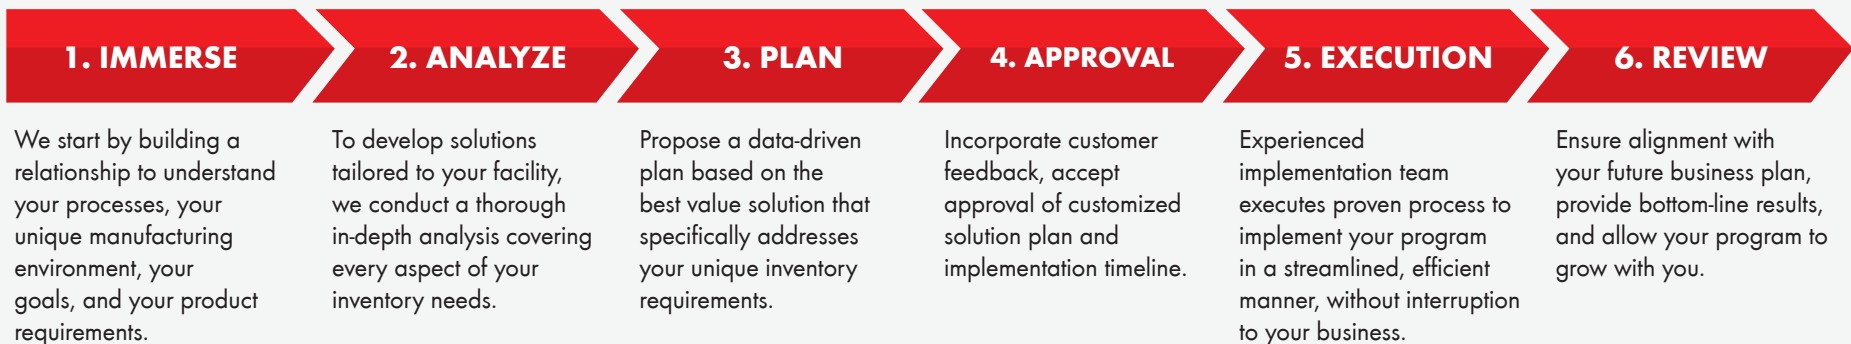 1. IMMERSE
We start by building a
relationship to understand
your processes, your
unique manufacturing
environment, your
goals, and your product
requirements.
2. ANALYZE
To develop solutions
tailored to your facility,
we conduct a thorough
in-depth analysis covering
every aspect of your
inventory needs.
3. PLAN
Propose a data-driven
plan based on the
best value solution that
specifically addresses
your unique inventory
requirements.
4. APPROVAL
Incorporate customer
feedback, accept
approval of customized
solution plan and
implementation timeline.
5. EXECUTION
Experienced
implementation team
executes proven process to
implement your program
in a streamlined, efficient
manner, without interruption
to your business.
6. REVIEW
Ensure alignment with
your future business plan,
provide bottom-line results,
and allow your program to
grow with you.